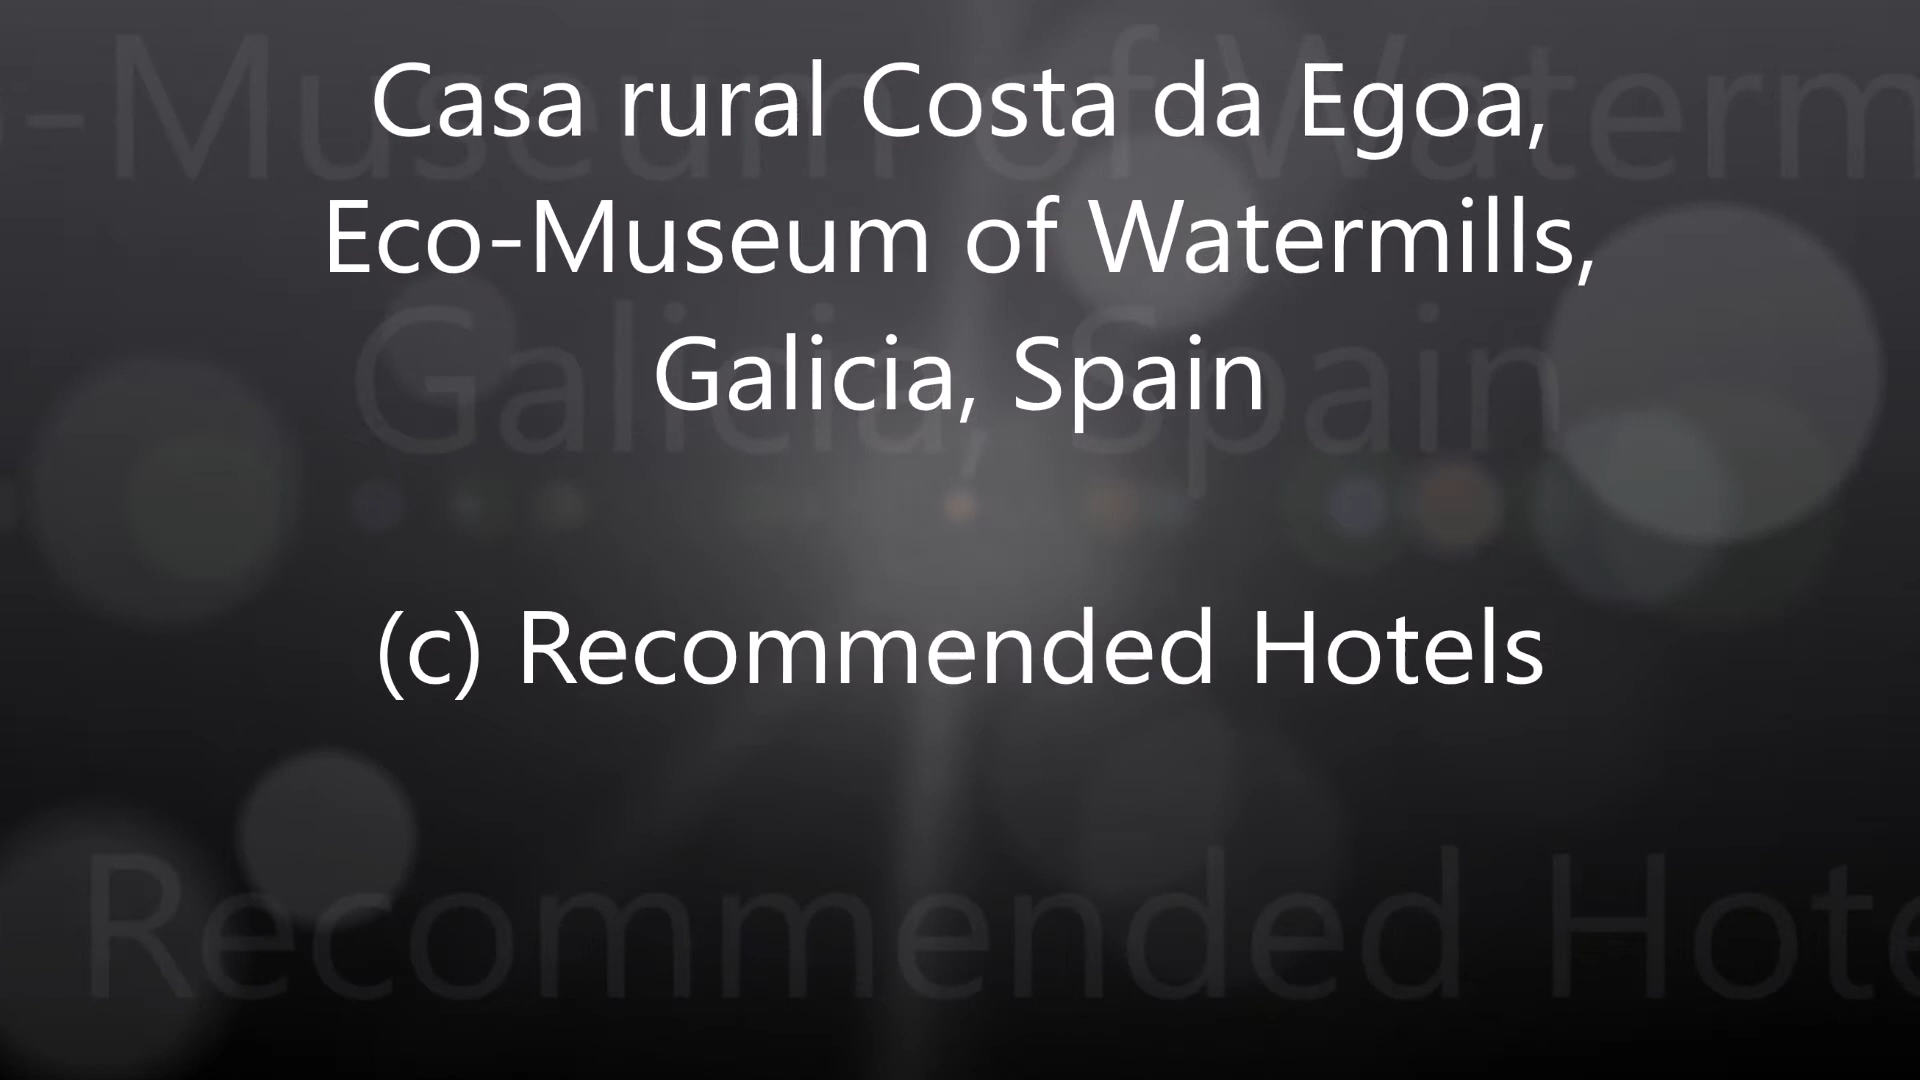 Casa rural Costa da Egoa,
Eco-Museum of Watermills,
Galicia, Spain
(c) Recommended Hotels